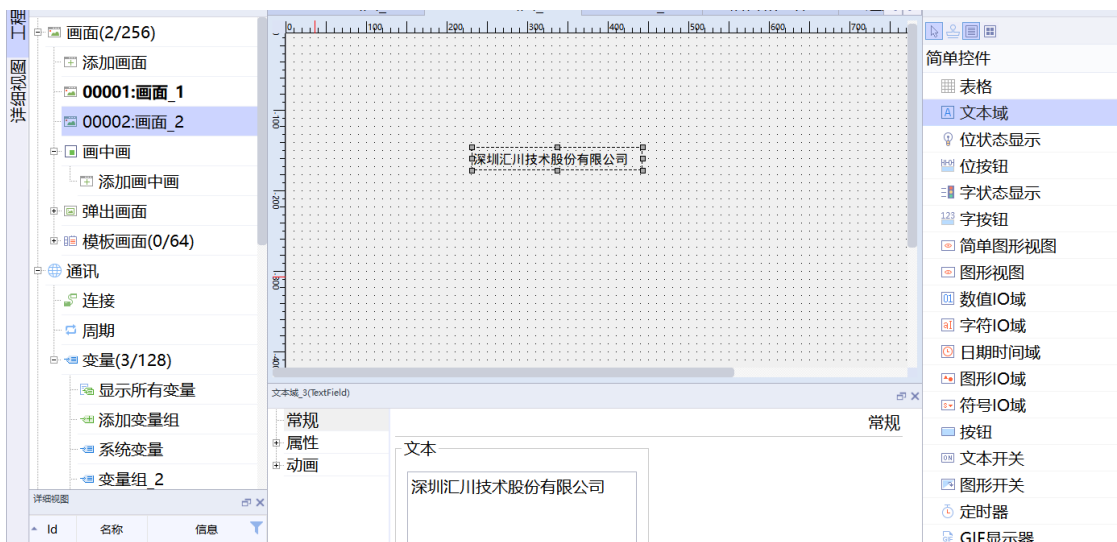 工程
详细视图
画面(2/256)
添加画面
00001:画面_1
00002:画面_2
画中画
添加画中画
弹出画面
模板画面(0/64)
通讯
连接
周期
变量(3/128)
显示所有变量
添加变量组
系统变量
变量组_2
详细视图
Id 名称 信息
0 100 200 300 400 500 600 700
100
200
300
400
深圳汇川技术股份有限公司
文本域_3(TextField)
常规
属性
动画
常规
文本
深圳汇川技术股份有限公司
简单控件
表格
A 文本域
位状态显示
位按钮
字状态显示
123 字按钮
简单图形视图
图形视图
01 数值IO域
a 字符IO域
日期时间域
图形IO域
符号IO域
按钮
ON 文本开关
图形开关
定时器
GIF GIF显示器